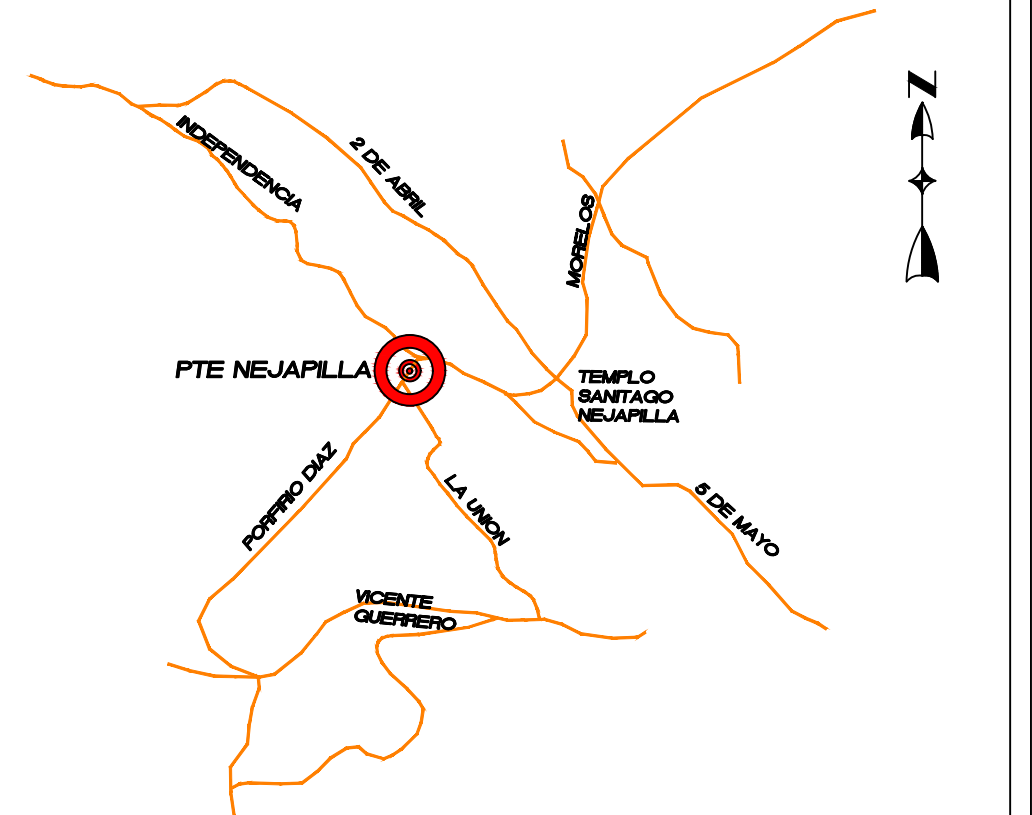 N
INDEPENDENCIA
2 DE ABRIL
MORELOS
PTE NEJAPILLA
TEMPLO
SANITAGO
NEJAPILLA
PORFIRIO DIAZ
LA UNION
5 DE MAYO
VICENTE
GUERRERO